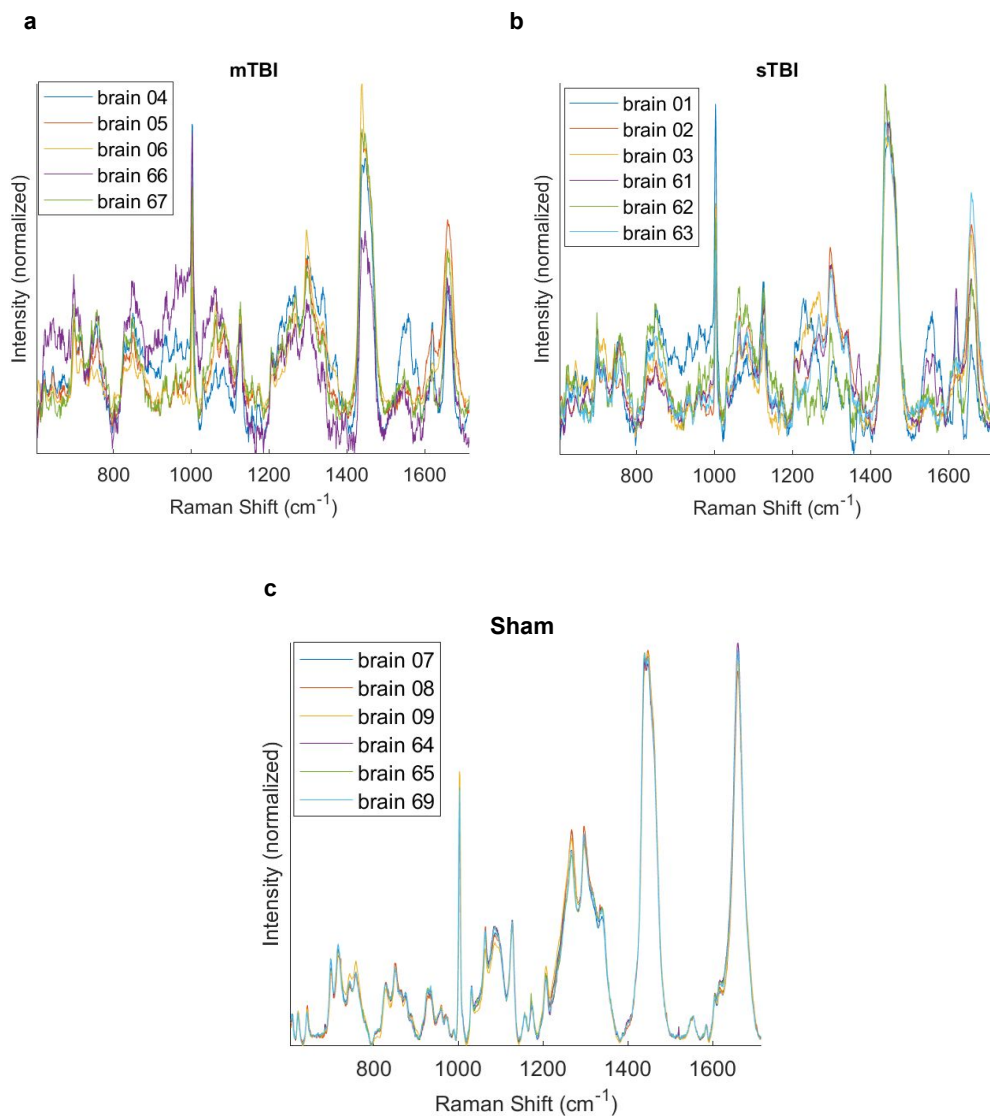 a
mTBI
brain 04
brain 05
brain 06
brain 66
brain 67
Intensity (normalized)
800 1000 1200 1400 1600
Raman Shift (cm-1)
b
sTBI
brain 01
brain 02
brain 03
brain 61
brain 62
brain 63
Intensity (normalized)
800 1000 1200 1400 1600
Raman Shift (cm-1)
c
Sham
brain 07
brain 08
brain 09
brain 64
brain 65
brain 69
Intensity (normalized)
800 1000 1200 1400 1600
Raman Shift (cm-1)